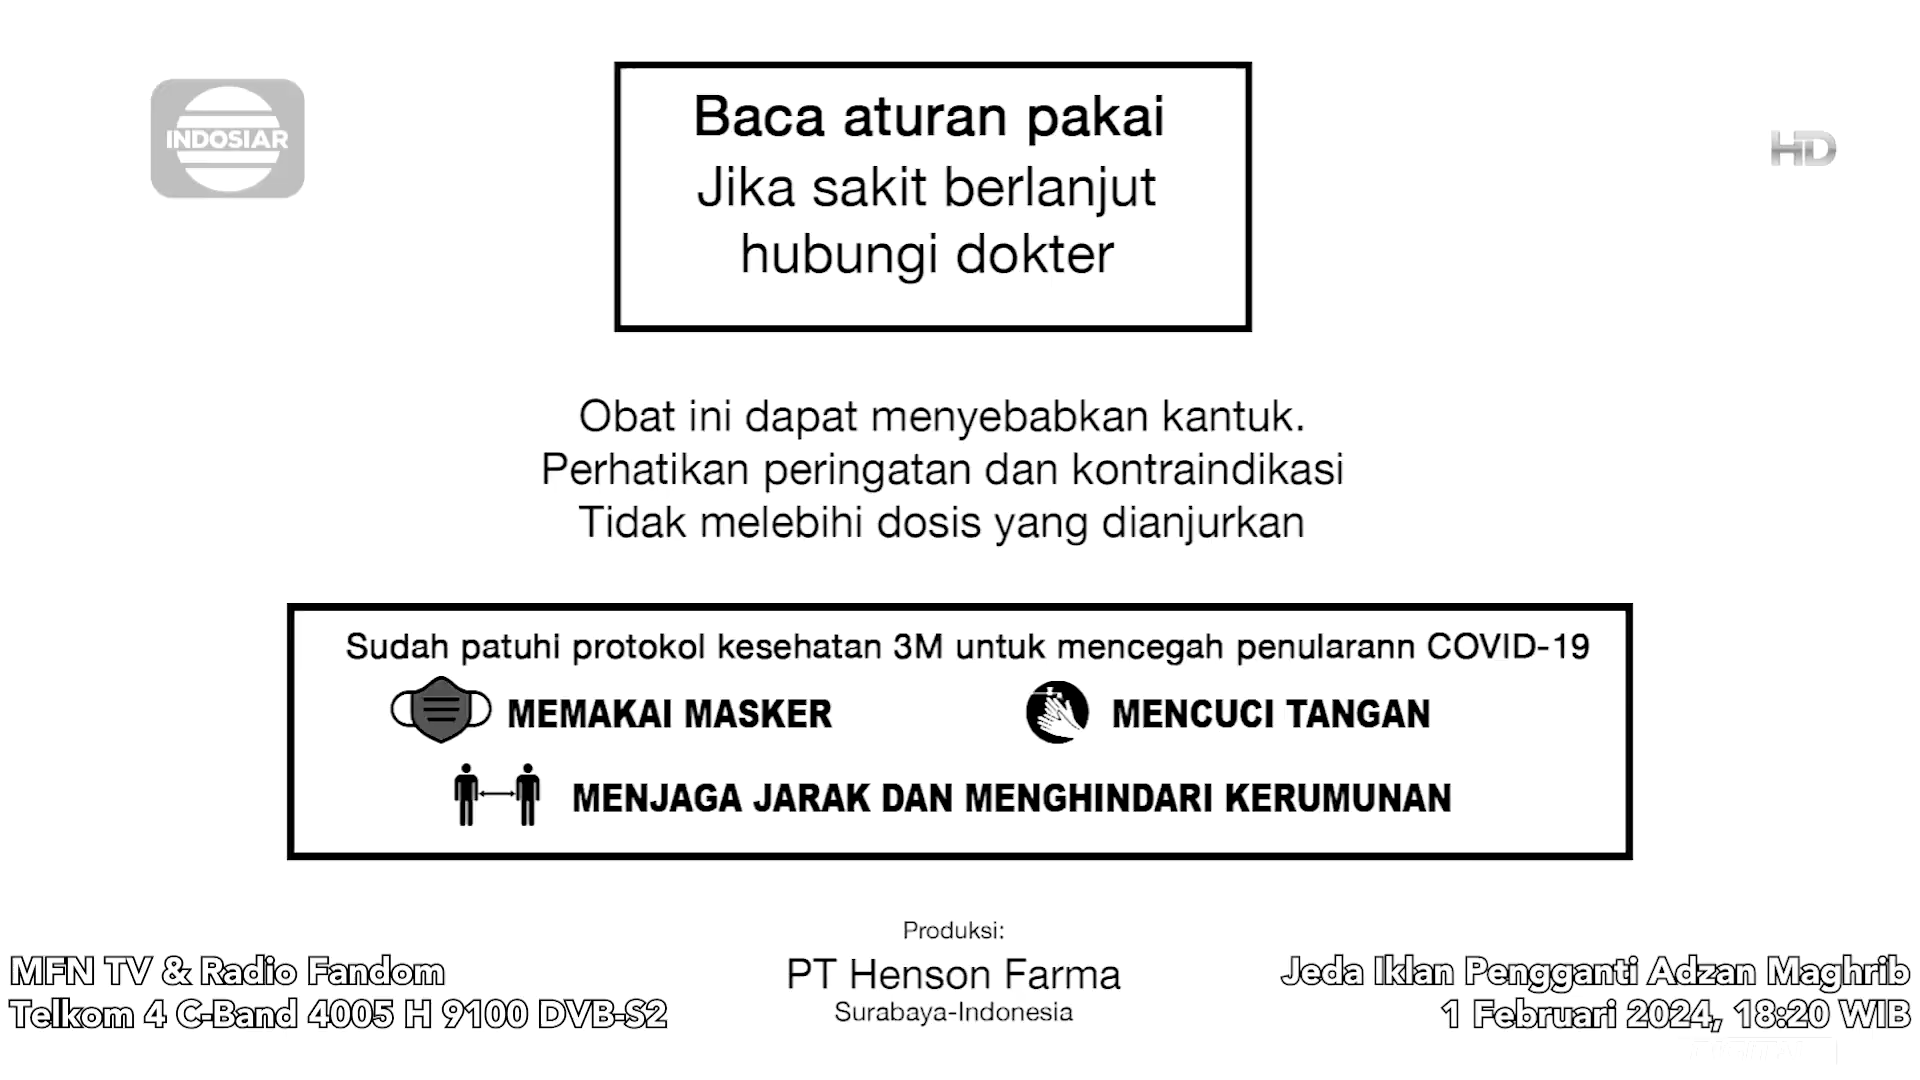 INDOSIAR
HD
Baca aturan pakai
Jika sakit berlanjut
hubungi dokter
Obat ini dapat menyebabkan kantuk.
Perhatikan peringatan dan kontraindikasi
Tidak melebihi dosis yang dianjurkan
Sudah patuhi protokol kesehatan 3M untuk mencegah penularann COVID-19
MEMAKAI MASKER
MENCUCI TANGAN
MENJAGA JARAK DAN MENGHINDARI KERUMUNAN
Produksi:
PT Henson Farma
Surabaya-Indonesia
MFN TV & Radio Fandom
Telkom 4 C-Band 4005 H 9100 DVB-S2
Jeda Iklan Pengganti Adzan Maghrib
1 Februari 2024, 18:20 WIB